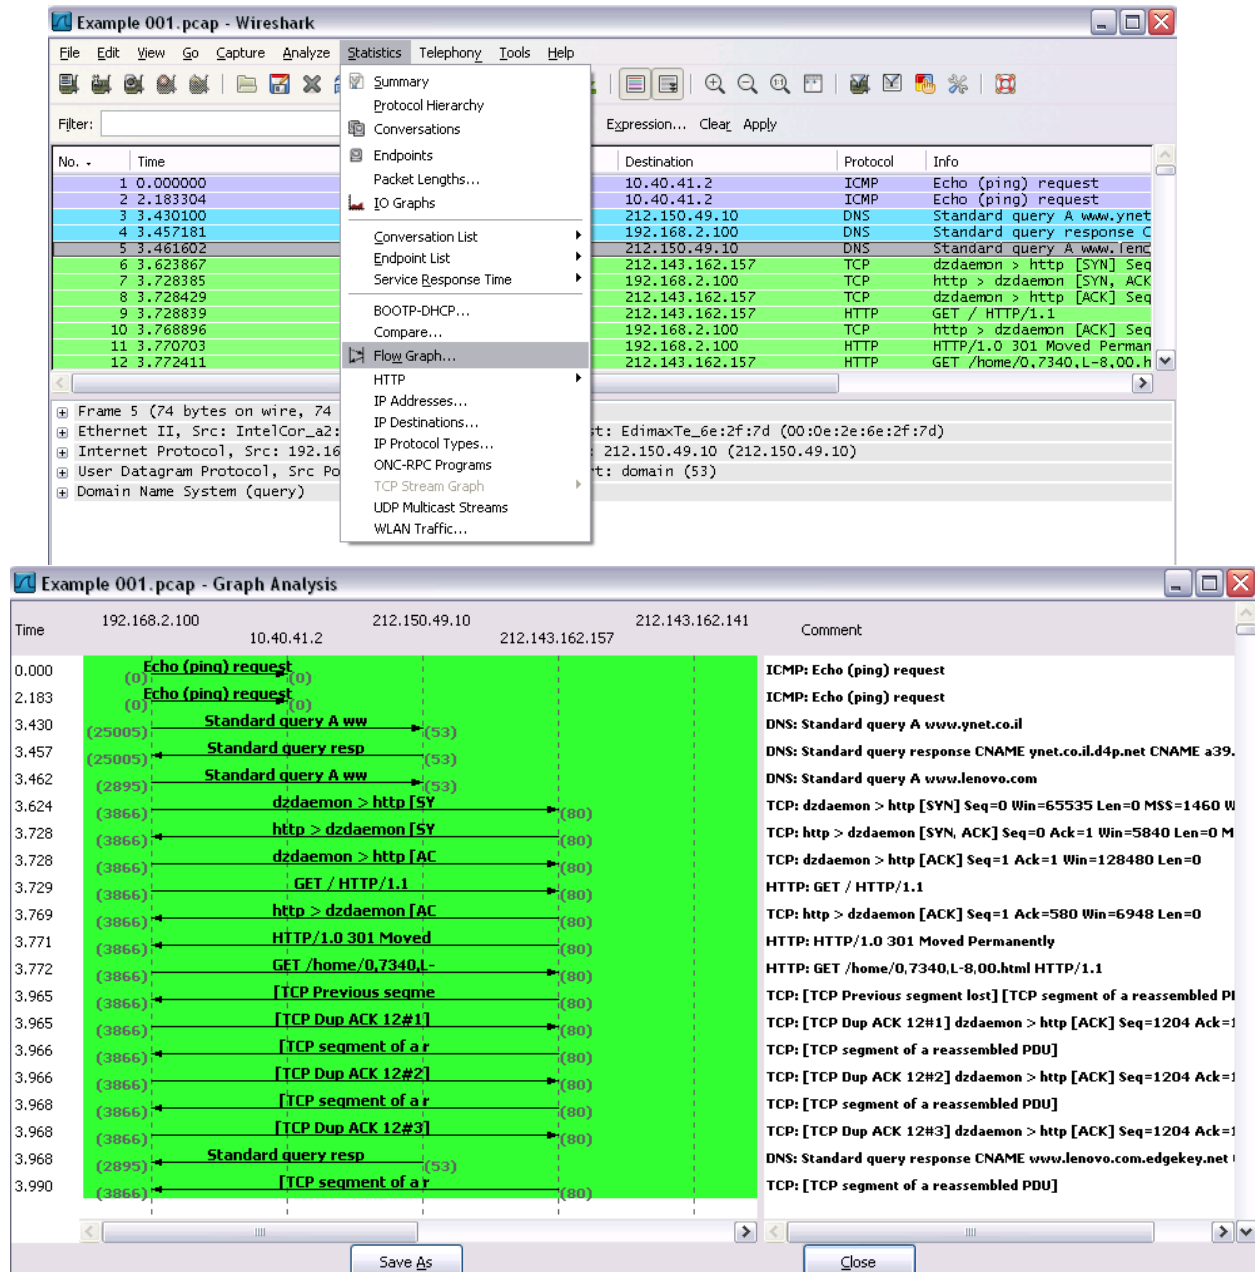 Example 001.pcap - Wireshark
File Edit View Go Capture Analyze Statistics Telephony Tools Help
Summary
Protocol Hierarchy
Conversations
Endpoints
Packet Lengths...
IO Graphs
Conversation List
Endpoint List
Service Response Time
BOOTP-DHCP...
Compare...
Flow Graph...
HTTP
IP Addresses...
IP Destinations...
IP Protocol Types...
ONC-RPC Programs
TCP Stream Graph
UDP Multicast Streams
WLAN Traffic...
Filter: Expression... Clear Apply
No. Time Destination Protocol Info
1 0.000000 10.40.41.2 ICMP Echo (ping) request
2 2.183304 10.40.41.2 ICMP Echo (ping) request
3 3.430100 212.150.49.10 DNS Standard query A www.ynet
4 3.457181 192.168.2.100 DNS Standard query response C
5 3.461602 212.150.49.10 DNS Standard query A www.lenc
6 3.623867 212.143.162.157 TCP dzdaemon > http [SYN] Seq
7 3.728385 192.168.2.100 TCP http > dzdaemon [SYN, ACK
8 3.728429 212.143.162.157 TCP dzdaemon > http [ACK] Seq
9 3.728839 212.143.162.157 HTTP GET / HTTP/1.1
10 3.768896 192.168.2.100 TCP http > dzdaemon [ACK] Seq
11 3.770703 192.168.2.100 HTTP HTTP/1.0 301 Moved Perman
12 3.772411 212.143.162.157 HTTP GET /home/0,7340,L-8,00.h
Frame 5 (74 bytes on wire, 74
Ethernet II, Src: IntelCor_a2: st: EdimaxTe_6e:2f:7d (00:0e:2e:6e:2f:7d)
Internet Protocol, Src: 192.16 : 212.150.49.10 (212.150.49.10)
User Datagram Protocol, Src Po rt: domain (53)
Domain Name System (query)
Example 001.pcap - Graph Analysis
Time 192.168.2.100 10.40.41.2 212.150.49.10 212.143.162.157 212.143.162.141 Comment
0.000 Echo (ping) request (0) (0) ICMP: Echo (ping) request
2.183 Echo (ping) request (0) (0) ICMP: Echo (ping) request
3.430 Standard query A ww (25005) (53) DNS: Standard query A www.ynet.co.il
3.457 Standard query resp (25005) (53) DNS: Standard query response CNAME ynet.co.il.d4p.net CNAME a39.
3.462 Standard query A ww (2895) (53) DNS: Standard query A www.lenovo.com
3.624 dzdaemon > http [SY (3866) (80) TCP: dzdaemon > http [SYN] Seq=0 Win=65535 Len=0 MSS=1460 W
3.728 http > dzdaemon [SY (3866) (80) TCP: http > dzdaemon [SYN, ACK] Seq=0 Ack=1 Win=5840 Len=0 M
3.728 dzdaemon > http [AC (3866) (80) TCP: dzdaemon > http [ACK] Seq=1 Ack=1 Win=128480 Len=0
3.729 GET / HTTP/1.1 (3866) (80) HTTP: GET / HTTP/1.1
3.769 http > dzdaemon [AC (3866) (80) TCP: http > dzdaemon [ACK] Seq=1 Ack=580 Win=6948 Len=0
3.771 HTTP/1.0 301 Moved (3866) (80) HTTP: HTTP/1.0 301 Moved Permanently
3.772 GET /home/0,7340,L- (3866) (80) HTTP: GET /home/0,7340,L-8,00.html HTTP/1.1
3.965 [TCP Previous segme (3866) (80) TCP: [TCP Previous segment lost] [TCP segment of a reassembled P
3.965 [TCP Dup ACK 12#1] (3866) (80) TCP: [TCP Dup ACK 12#1] dzdaemon > http [ACK] Seq=1204 Ack=1
3.966 [TCP segment of a r (3866) (80) TCP: [TCP segment of a reassembled PDU]
3.966 [TCP Dup ACK 12#2] (3866) (80) TCP: [TCP Dup ACK 12#2] dzdaemon > http [ACK] Seq=1204 Ack=1
3.968 [TCP segment of a r (3866) (80) TCP: [TCP segment of a reassembled PDU]
3.968 [TCP Dup ACK 12#3] (3866) (80) TCP: [TCP Dup ACK 12#3] dzdaemon > http [ACK] Seq=1204 Ack=1
3.968 Standard query resp (2895) (53) DNS: Standard query response CNAME www.lenovo.com.edgekey.net
3.990 [TCP segment of a r (3866) (80) TCP: [TCP segment of a reassembled PDU]
Save As Close